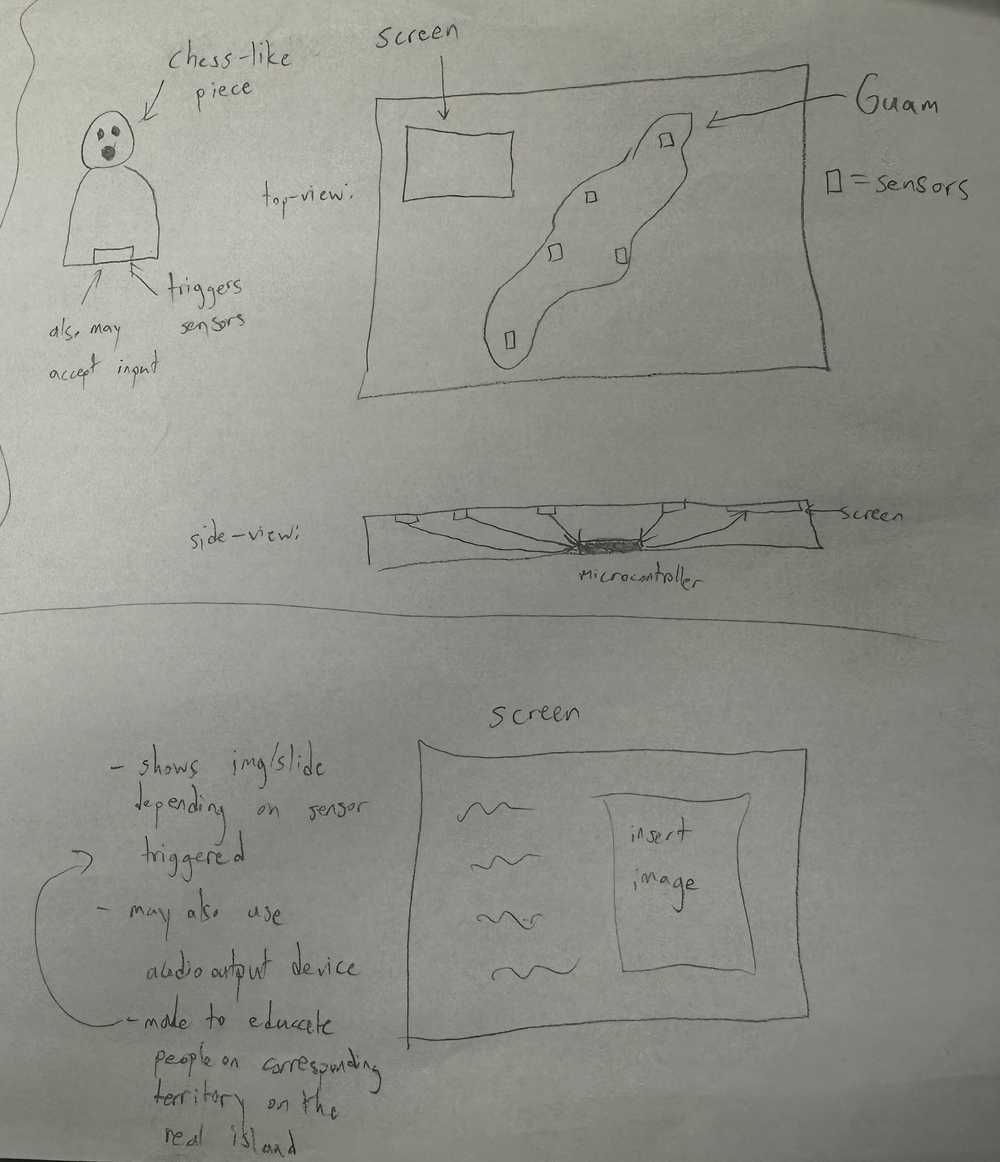 chess-like
piece
screen
Guam
top-view:
□ = sensors
triggers
sensors
also may
accept input
side-view:
screen
microcontroller
screen
- shows img/slide
depending on sensor
triggered
- may also use
audio output device
- made to educate
people on corresponding
territory on the
real island
insert
image